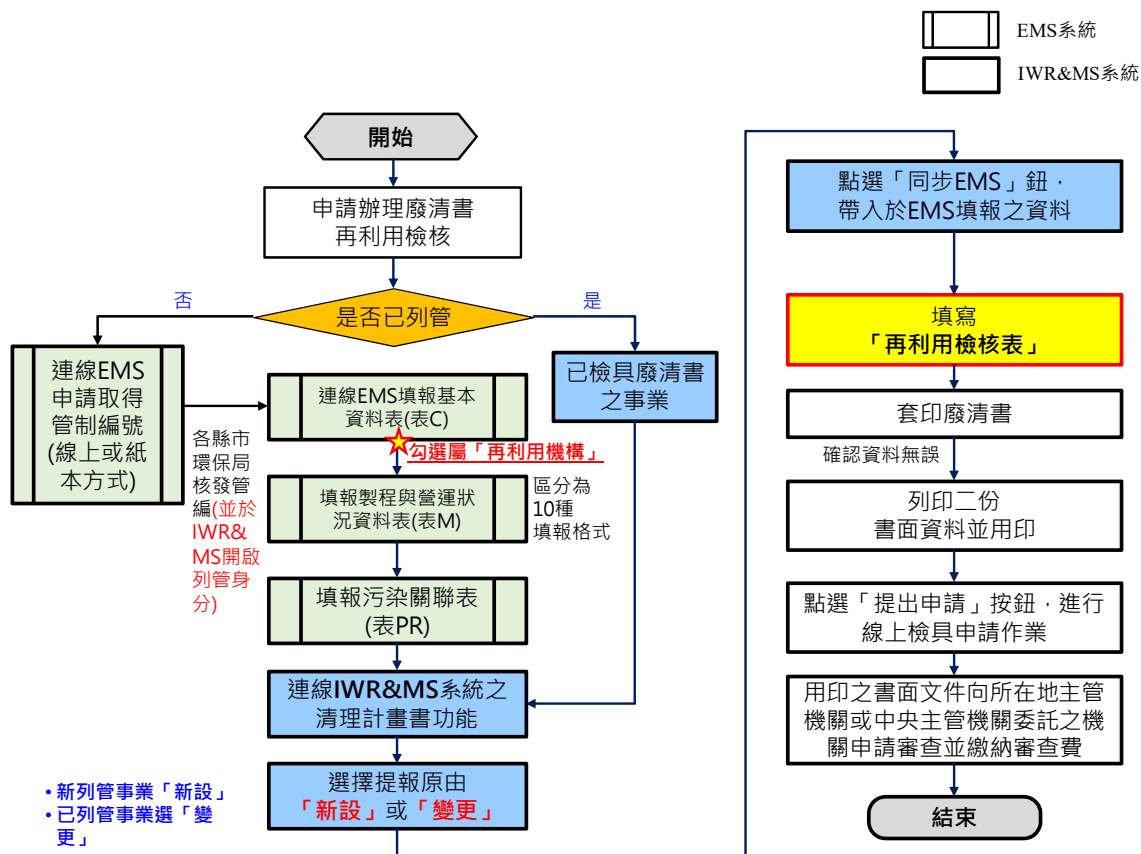 EMS系統
IWR&MS系統
開始
申請辦理廢清書
再利用檢核
是否已列管
否
是
連線EMS
申請取得
管制編號
(線上或紙
本方式)
各縣市
環保局
核發管
編(並於
IWR&
MS開啟
列管身
分)
連線EMS填報基本
資料表(表C)
勾選屬「再利用機構」
填報製程與營運狀
況資料表(表M)
區分為
10種
填報格式
填報污染關聯表
(表PR)
已檢具廢清書
之事業
連線IWR&MS系統之
清理計畫書功能
選擇提報原由
「新設」或「變更」
•新列管事業「新設」
•已列管事業選「變
更」
點選「同步EMS」鈕，
帶入於EMS填報之資料
填寫
「再利用檢核表」
套印廢清書
確認資料無誤
列印二份
書面資料並用印
點選「提出申請」按鈕，進行
線上檢具申請作業
用印之書面文件向所在地主管
機關或中央主管機關委託之機
關申請審查並繳納審查費
結束